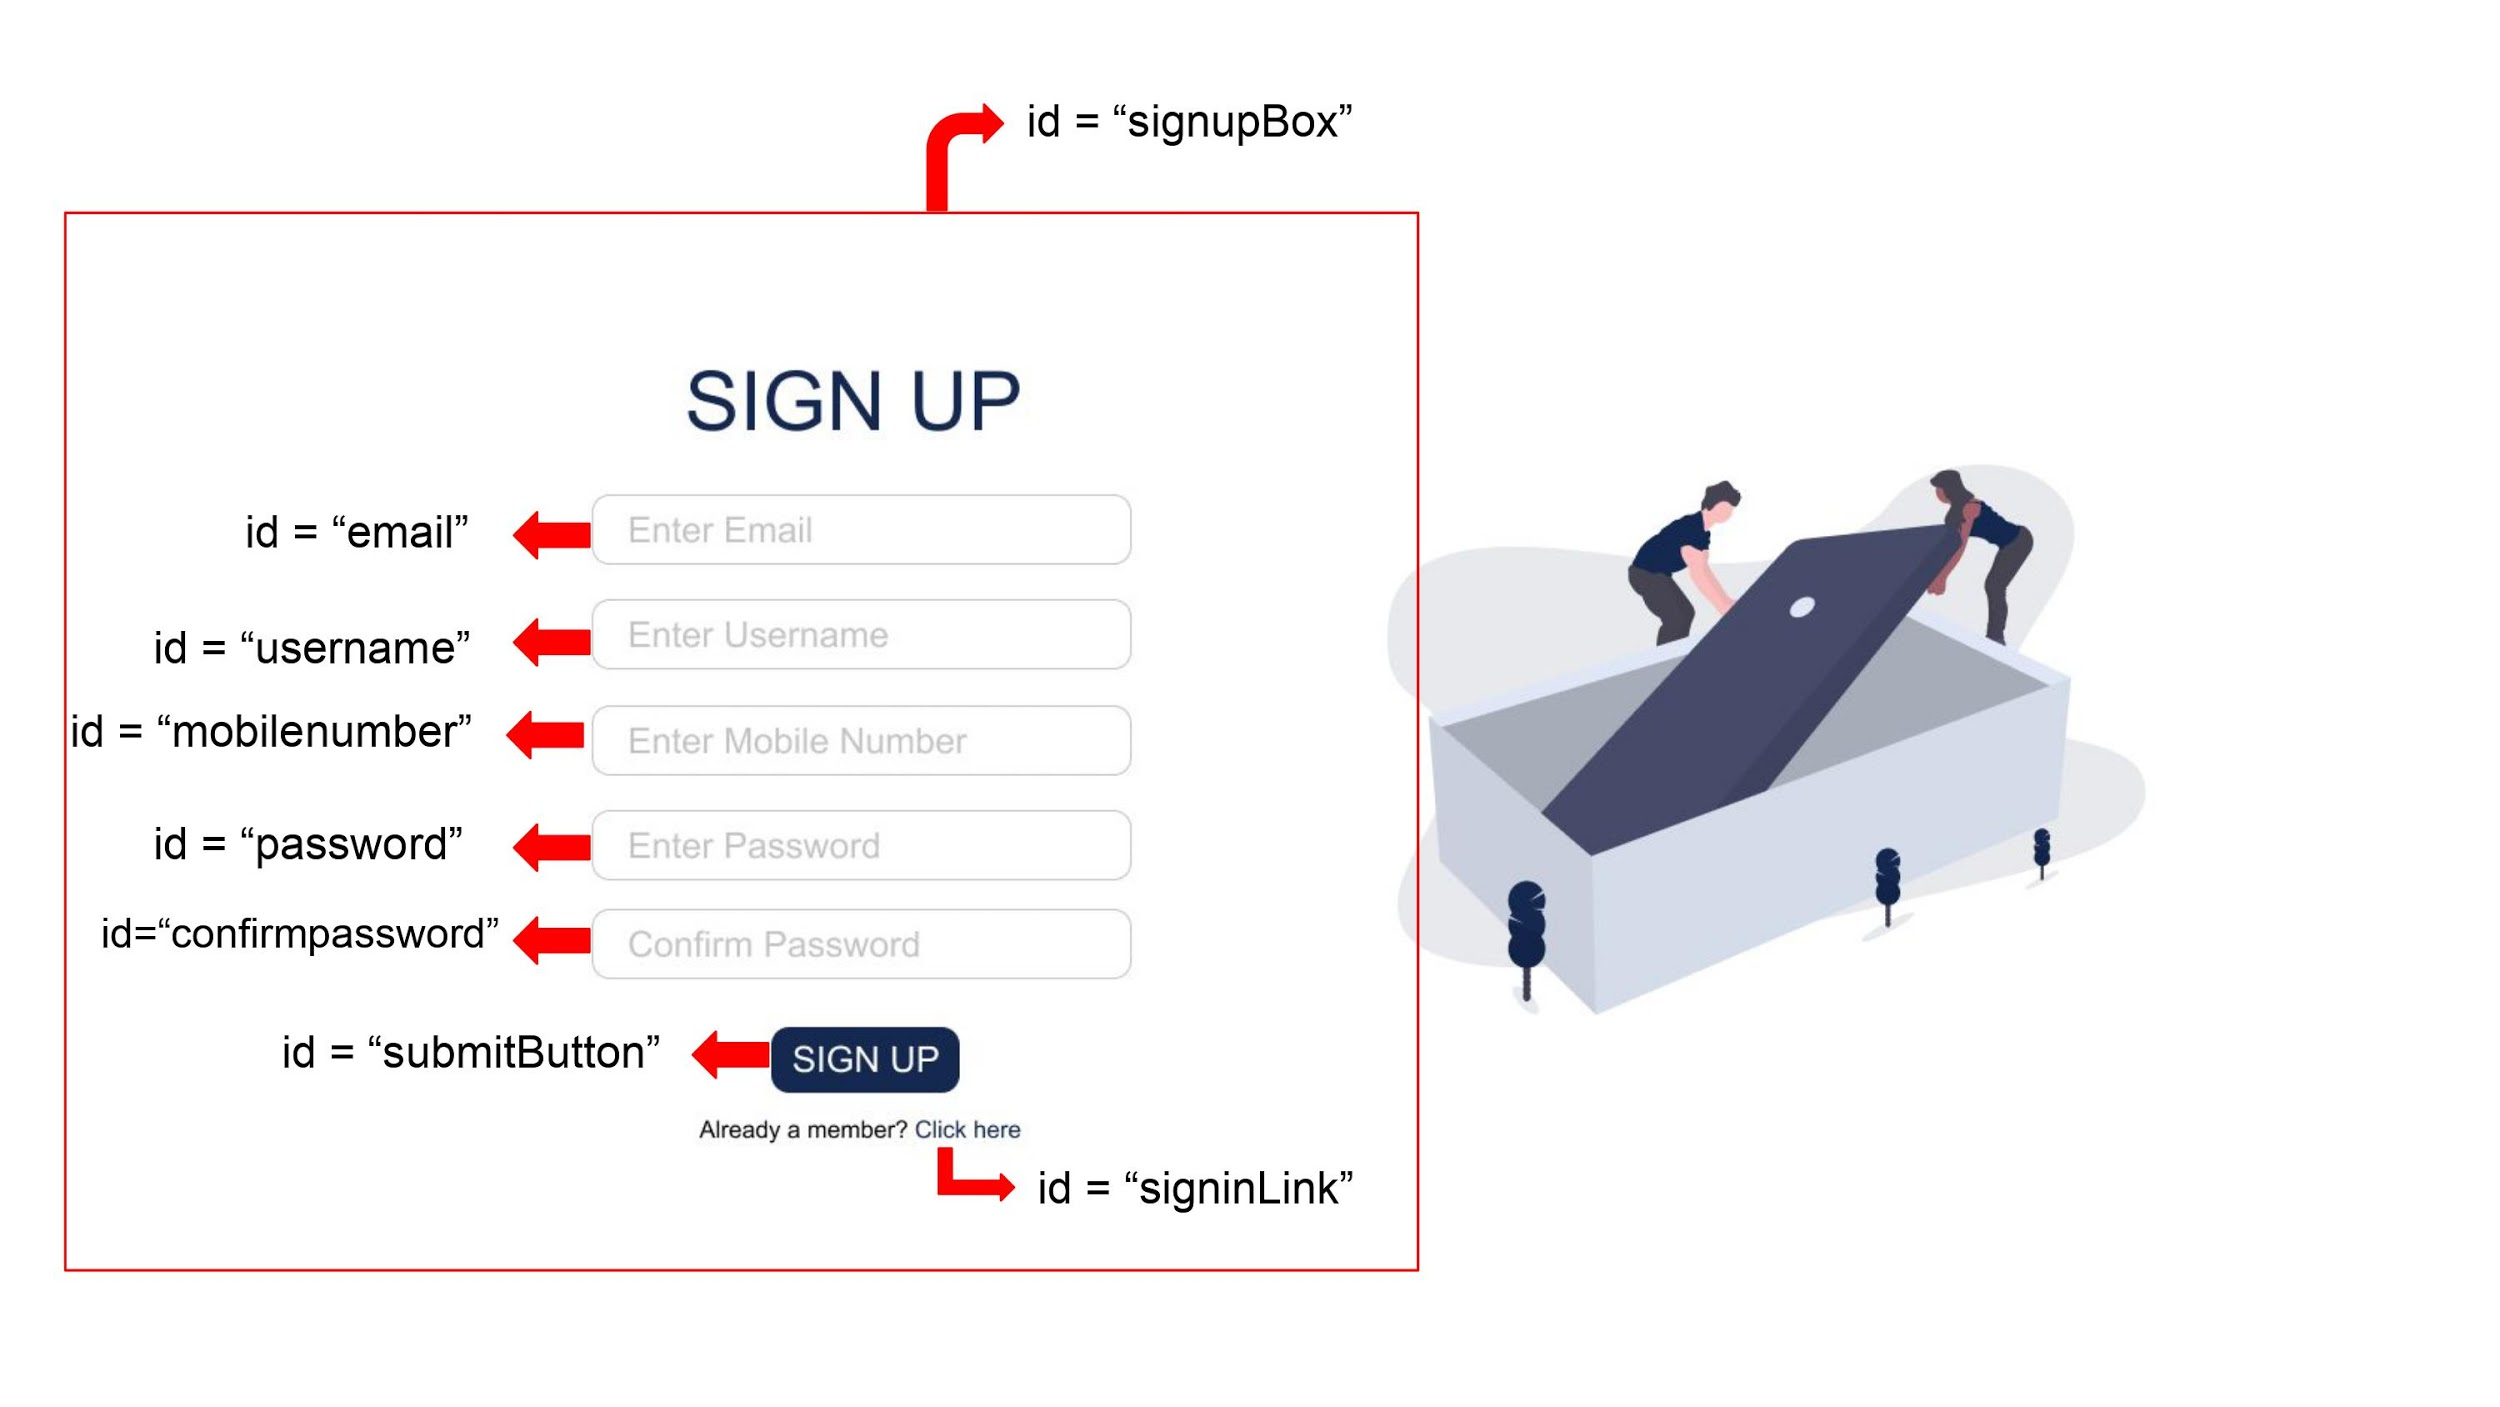 id = “signupBox”
SIGN UP
id = “email”
Enter Email
id = “username”
Enter Username
id = “mobilenumber”
Enter Mobile Number
id = “password”
Enter Password
id=“confirmpassword”
Confirm Password
id = “submitButton”
SIGN UP
Already a member? Click here
id = “signinLink”